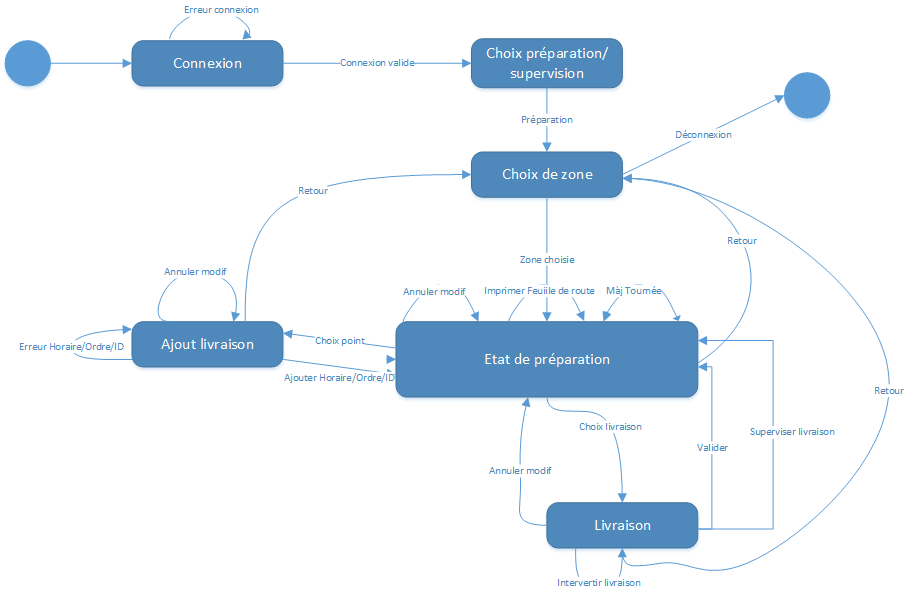 Erreur connexion
Connexion
Connexion valide
Choix préparation/
supervision
Préparation
Déconnexion
Choix de zone
Retour
Retour
Zone choisie
Annuler modif
Annuler modif
Imprimer Feuiile de route
Màj Tournée
Erreur Horaire/Ordre/ID
Ajout livraison
Choix point
Etat de préparation
Ajouter Horaire/Ordre/ID
Retour
Choix livraison
Superviser livraison
Valider
Annuler modif
Livraison
Intervertir livraison